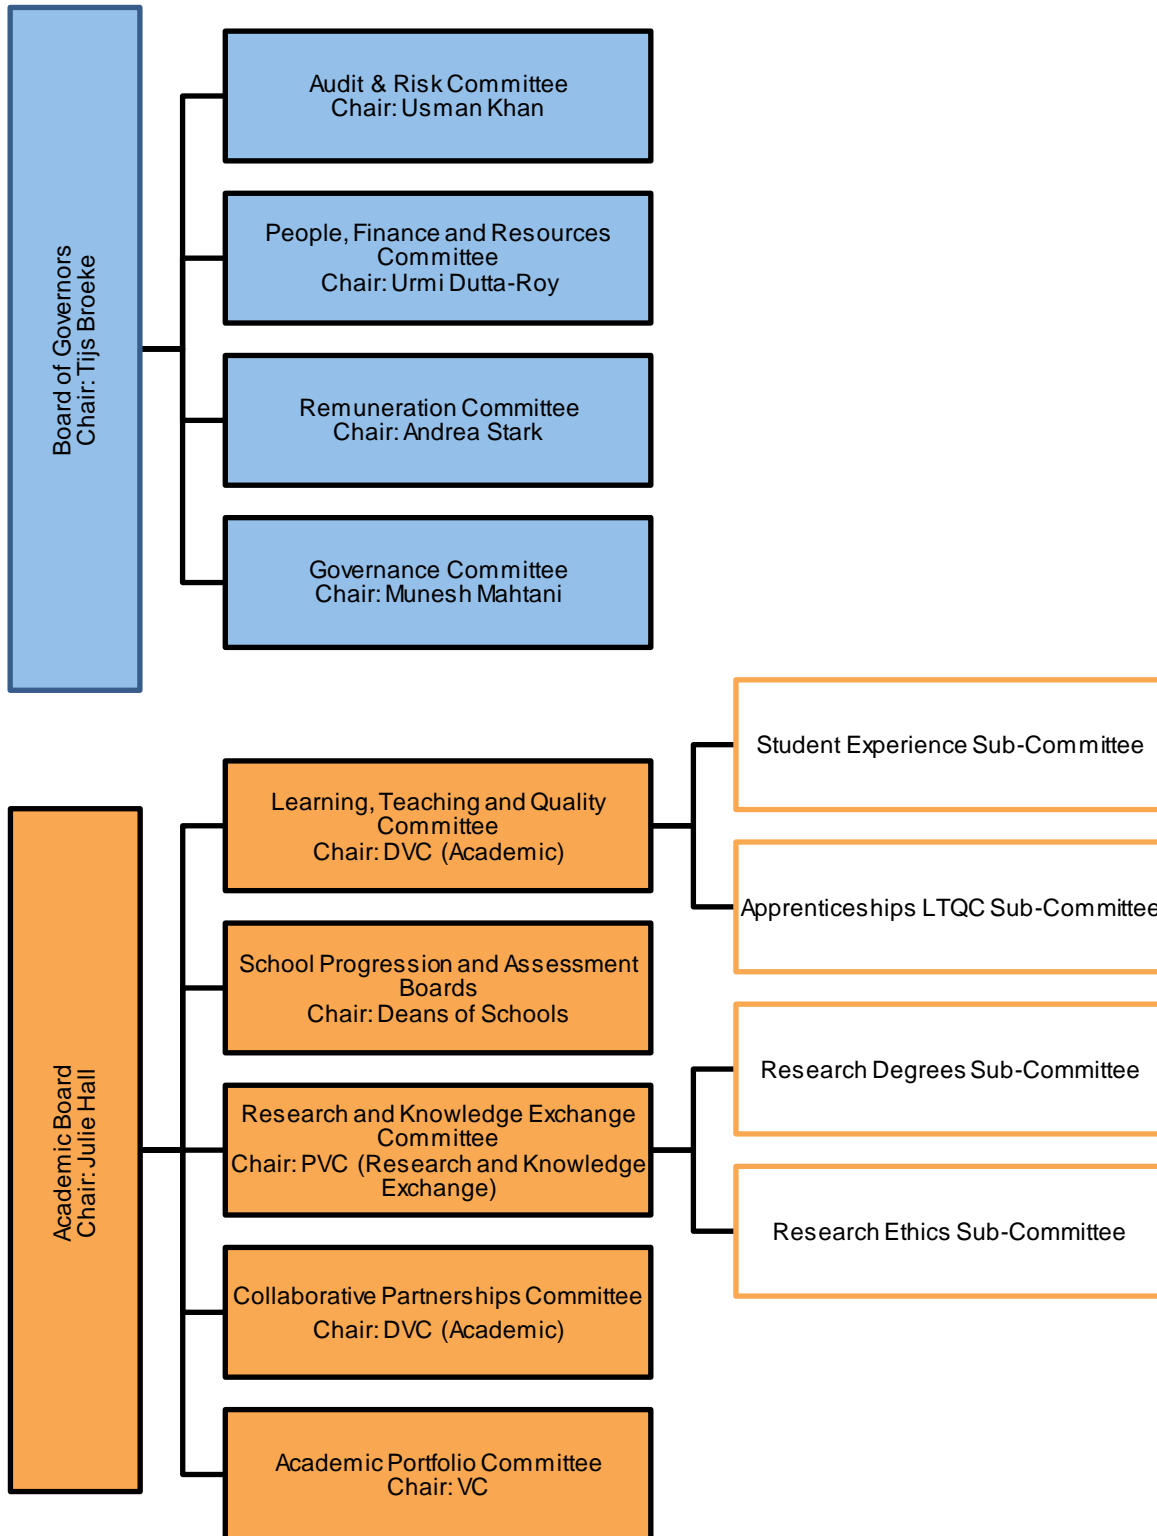 Board of Governors
Chair: Tijs Broeke
Audit & Risk Committee
Chair: Usman Khan
People, Finance and Resources
Committee
Chair: Urmi Dutta-Roy
Remuneration Committee
Chair: Andrea Stark
Governance Committee
Chair: Munesh Mahtani
Academic Board
Chair: Julie Hall
Learning, Teaching and Quality
Committee
Chair: DVC (Academic)
Student Experience Sub-Committee
Apprenticeships LTQC Sub-Committee
School Progression and Assessment
Boards
Chair: Deans of Schools
Research and Knowledge Exchange
Committee
Chair: PVC (Research and Knowledge
Exchange)
Research Degrees Sub-Committee
Research Ethics Sub-Committee
Collaborative Partnerships Committee
Chair: DVC (Academic)
Academic Portfolio Committee
Chair: VC